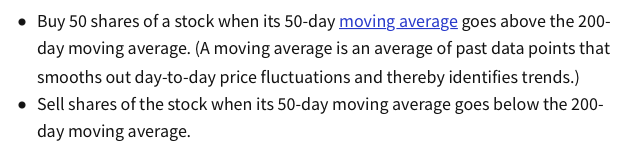 • Buy 50 shares of a stock when its 50-day moving average goes above the 200-
day moving average. (A moving average is an average of past data points that
smooths out day-to-day price fluctuations and thereby identifies trends.)
• Sell shares of the stock when its 50-day moving average goes below the 200-
day moving average.